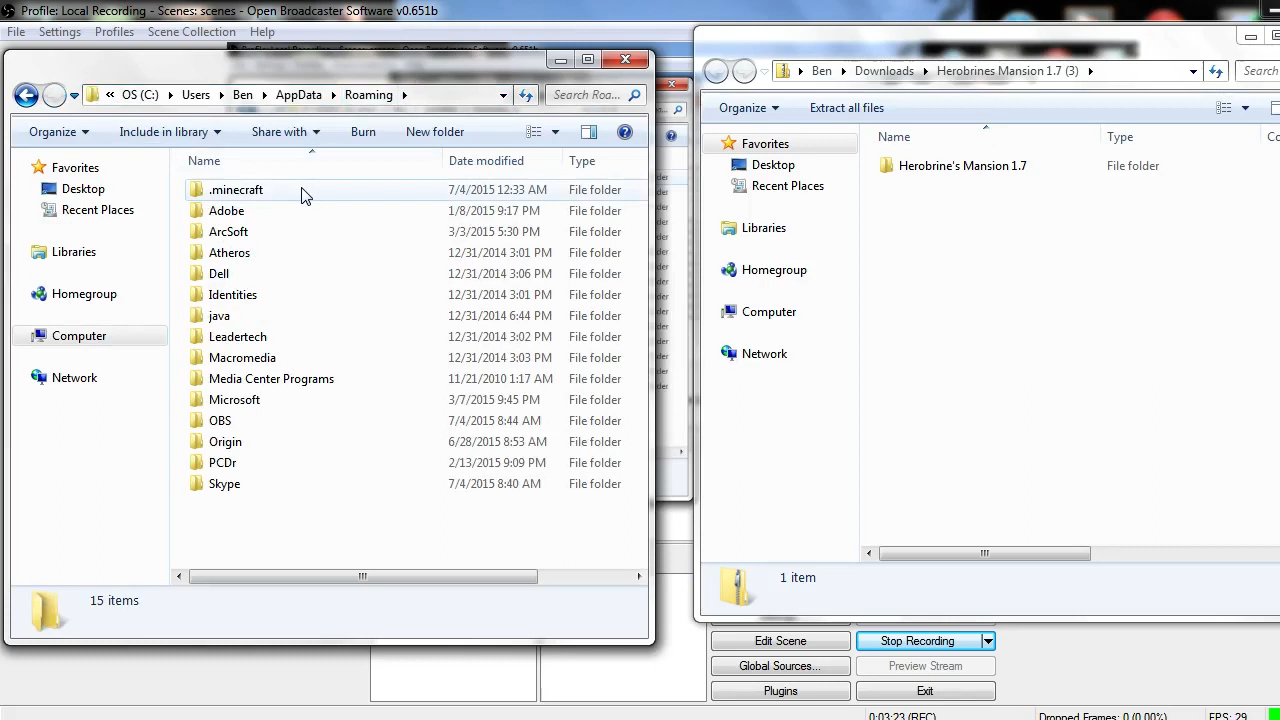 Profile: Local Recording - Scenes: scenes - Open Broadcaster Software v0.651b
File Settings Profiles Scene Collection Help
« OS (C:) Users Ben AppData Roaming
Search Roa...
Organize Include in library Share with Burn New folder
Favorites
Desktop
Recent Places
Libraries
Homegroup
Computer
Network
Name Date modified Type
.minecraft 7/4/2015 12:33 AM File folder
Adobe 1/8/2015 9:17 PM File folder
ArcSoft 3/3/2015 5:30 PM File folder
Atheros 12/31/2014 3:01 PM File folder
Dell 12/31/2014 3:06 PM File folder
Identities 12/31/2014 3:01 PM File folder
java 12/31/2014 6:44 PM File folder
Leadertech 12/31/2014 3:02 PM File folder
Macromedia 12/31/2014 3:03 PM File folder
Media Center Programs 11/21/2010 1:17 AM File folder
Microsoft 3/7/2015 9:45 PM File folder
OBS 7/4/2015 8:44 AM File folder
Origin 6/28/2015 8:53 AM File folder
PCDr 2/13/2015 9:09 PM File folder
Skype 7/4/2015 8:40 AM File folder
15 items
Ben Downloads Herobrines Mansion 1.7 (3)
Search
Organize Extract all files
Favorites
Desktop
Recent Places
Libraries
Homegroup
Computer
Network
Name Type Co
Herobrine's Mansion 1.7 File folder
1 item
Edit Scene Stop Recording
Global Sources... Preview Stream
Plugins Exit
0:03:23 (REC) Dropped Frames: 0 (0.00%) FPS: 29